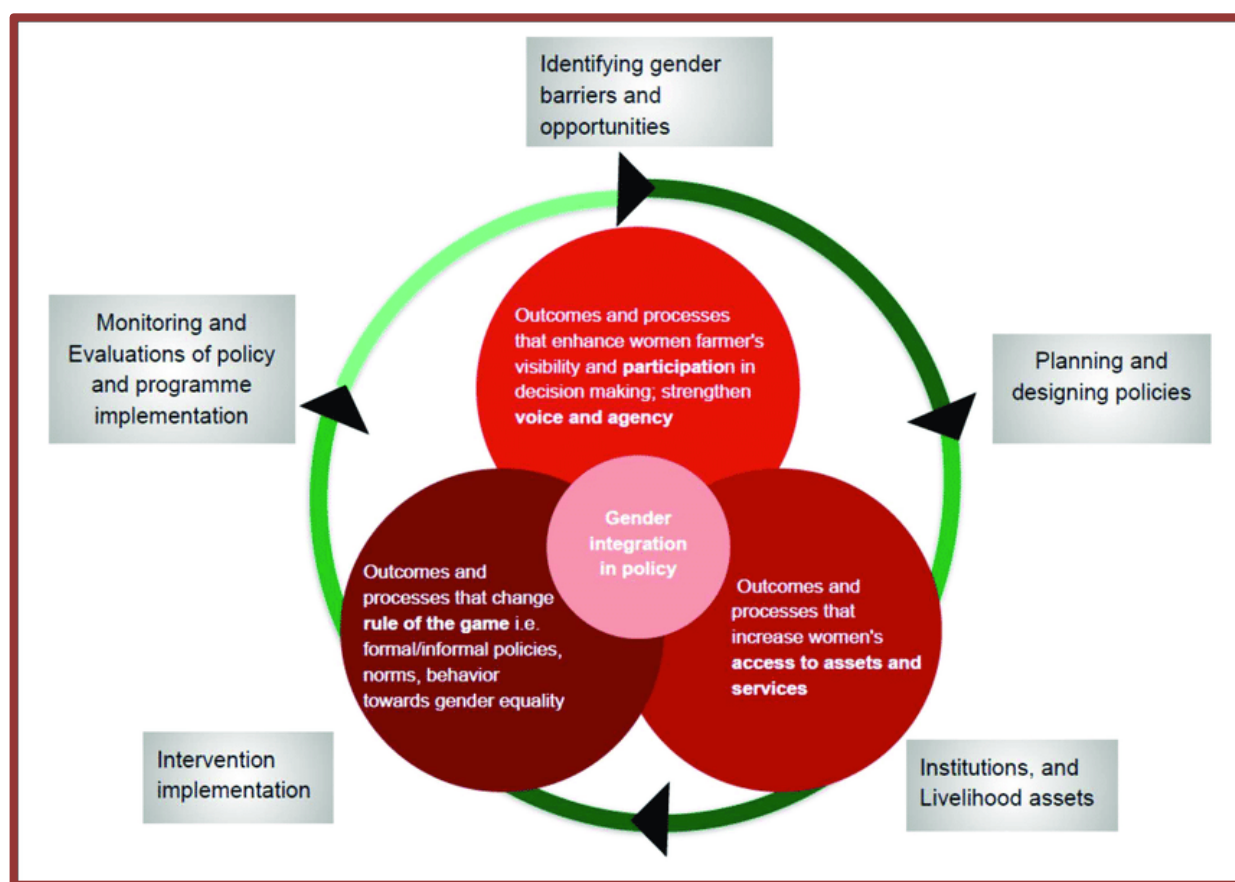 Identifying gender
barriers and
opportunities
Monitoring and
Evaluations of policy
and programme
implementation
Planning and
designing policies
Outcomes and processes
that enhance women farmer's
visibility and participation in
decision making; strengthen
voice and agency
Gender
integration
in policy
Outcomes and
processes that change
rule of the game i.e.
formal/informal policies,
norms, behavior
towards gender equality
Outcomes and
processes that
increase women's
access to assets and
services
Intervention
implementation
Institutions, and
Livelihood assets